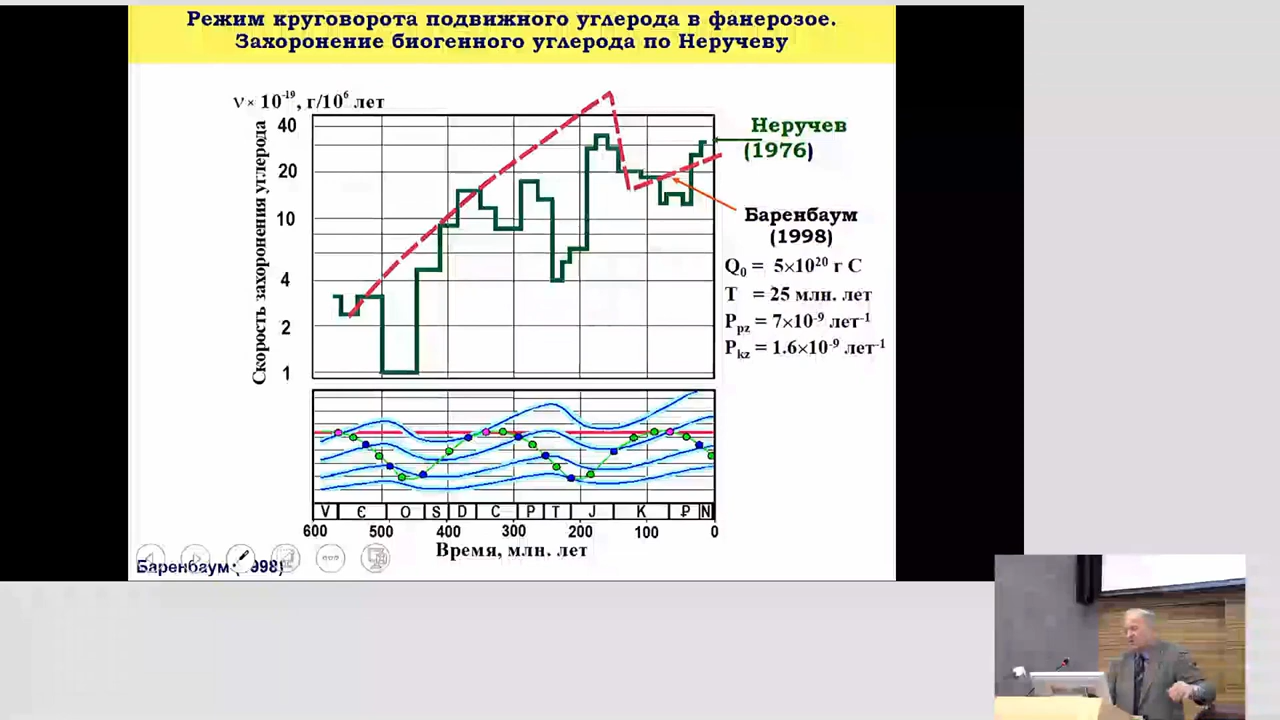 Режим круговорота подвижного углерода в фанерозое.
Захоронение биогенного углерода по Неручеву
ν × 10⁻¹⁹, г/10⁶ лет
Скорость захоронения углерода
40
20
10
4
2
1
Неручев
(1976)
Баренбаум
(1998)
Q₀ = 5×10²⁰ г С
T = 25 млн. лет
P_pz = 7×10⁻⁹ лет⁻¹
P_kz = 1.6×10⁻⁹ лет⁻¹
V Є O S D C P T J K ₽ N
600 500 400 300 200 100 0
Время, млн. лет
Баренбаум (1998)